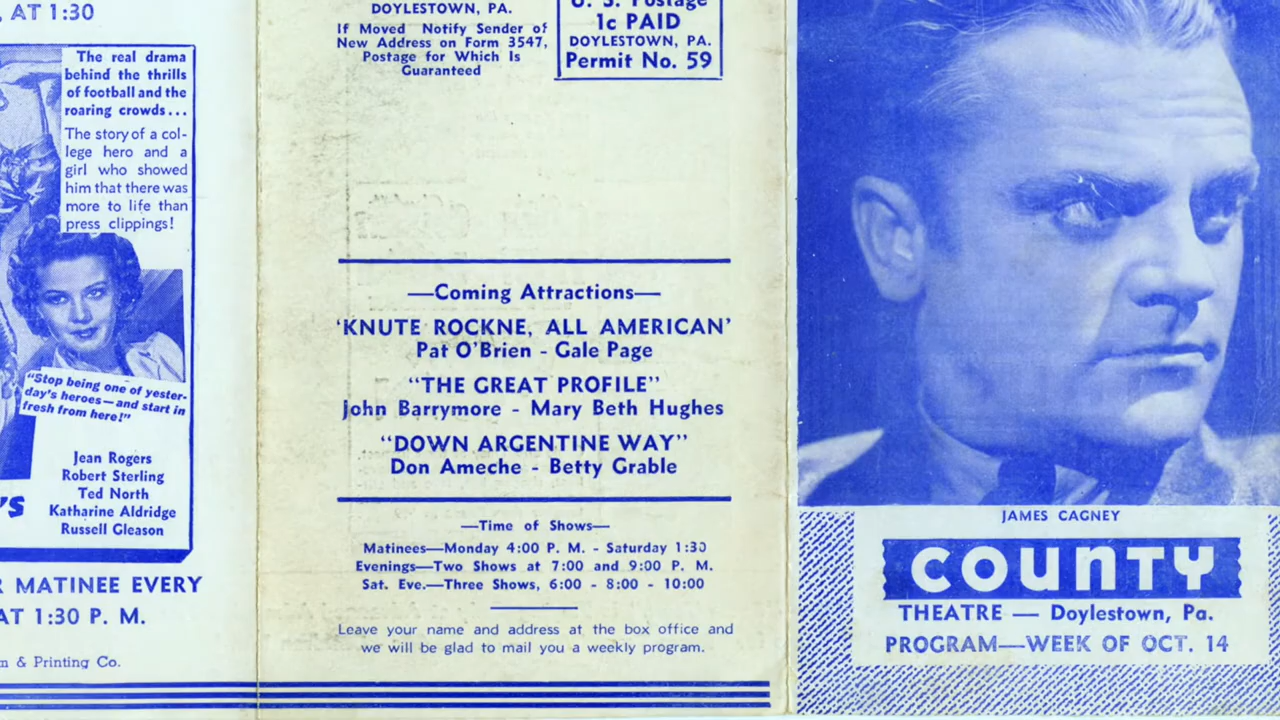 , AT 1:30
The real drama
behind the thrills
of football and the
roaring crowds...
The story of a col-
lege hero and a
girl who showed
him that there was
more to life than
press clippings!
"Stop being one of yester-
day's heroes—and start in
fresh from here!"
Jean Rogers
Robert Sterling
Ted North
Katharine Aldridge
Russell Gleason
'S
R MATINEE EVERY
AT 1:30 P. M.
& Printing Co.
DOYLESTOWN, PA.
If Moved Notify Sender of
New Address on Form 3547,
Postage for Which Is
Guaranteed
U. S. Postage
1c PAID
DOYLESTOWN, PA.
Permit No. 59
—Coming Attractions—
'KNUTE ROCKNE, ALL AMERICAN'
Pat O'Brien - Gale Page
"THE GREAT PROFILE"
John Barrymore - Mary Beth Hughes
"DOWN ARGENTINE WAY"
Don Ameche - Betty Grable
—Time of Shows—
Matinees—Monday 4:00 P. M. - Saturday 1:30
Evenings—Two Shows at 7:00 and 9:00 P. M.
Sat. Eve.—Three Shows, 6:00 - 8:00 - 10:00
Leave your name and address at the box office and
we will be glad to mail you a weekly program.
JAMES CAGNEY
COUNTY
THEATRE — Doylestown, Pa.
PROGRAM—WEEK OF OCT. 14